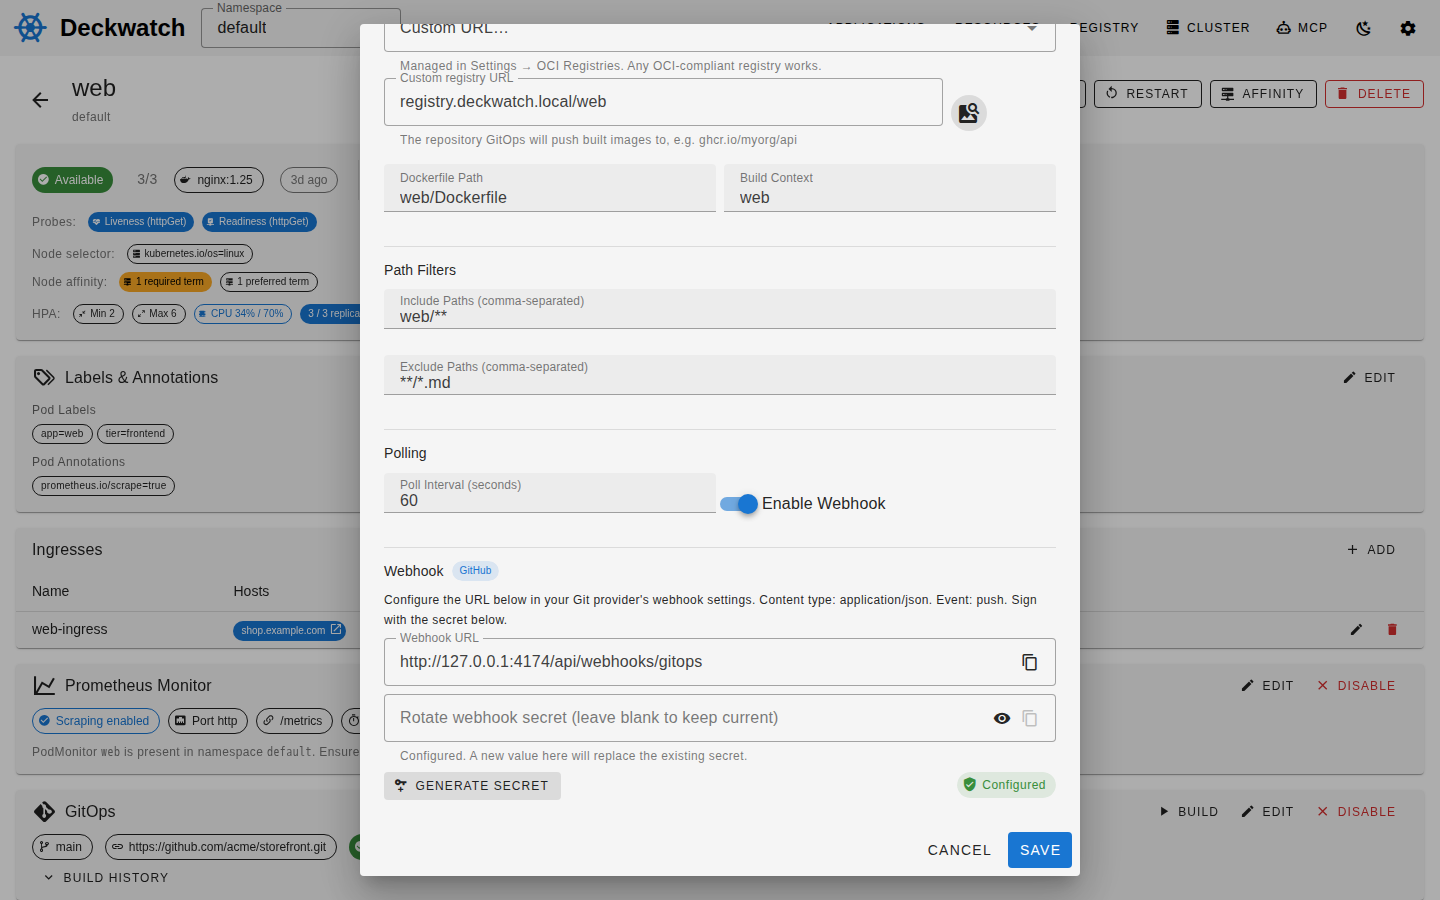 Deckwatch
Namespace
default
REGISTRY
CLUSTER
MCP
web
default
RESTART
AFFINITY
DELETE
Available
3/3
nginx:1.25
3d ago
Probes:
Liveness (httpGet)
Readiness (httpGet)
Node selector:
kubernetes.io/os=linux
Node affinity:
1 required term
1 preferred term
HPA:
Min 2
Max 6
CPU 34% / 70%
3 / 3 replica
Labels & Annotations
EDIT
Pod Labels
app=web
tier=frontend
Pod Annotations
prometheus.io/scrape=true
Ingresses
ADD
Name
Hosts
web-ingress
shop.example.com
Prometheus Monitor
EDIT
DISABLE
Scraping enabled
Port http
/metrics
PodMonitor web is present in namespace default. Ensure
GitOps
BUILD
EDIT
DISABLE
main
https://github.com/acme/storefront.git
BUILD HISTORY
Custom URL…
Managed in Settings → OCI Registries. Any OCI-compliant registry works.
Custom registry URL
registry.deckwatch.local/web
The repository GitOps will push built images to, e.g. ghcr.io/myorg/api
Dockerfile Path
web/Dockerfile
Build Context
web
Path Filters
Include Paths (comma-separated)
web/**
Exclude Paths (comma-separated)
**/*.md
Polling
Poll Interval (seconds)
60
Enable Webhook
Webhook
GitHub
Configure the URL below in your Git provider's webhook settings. Content type: application/json. Event: push. Sign
with the secret below.
Webhook URL
http://127.0.0.1:4174/api/webhooks/gitops
Rotate webhook secret (leave blank to keep current)
Configured. A new value here will replace the existing secret.
GENERATE SECRET
Configured
CANCEL
SAVE